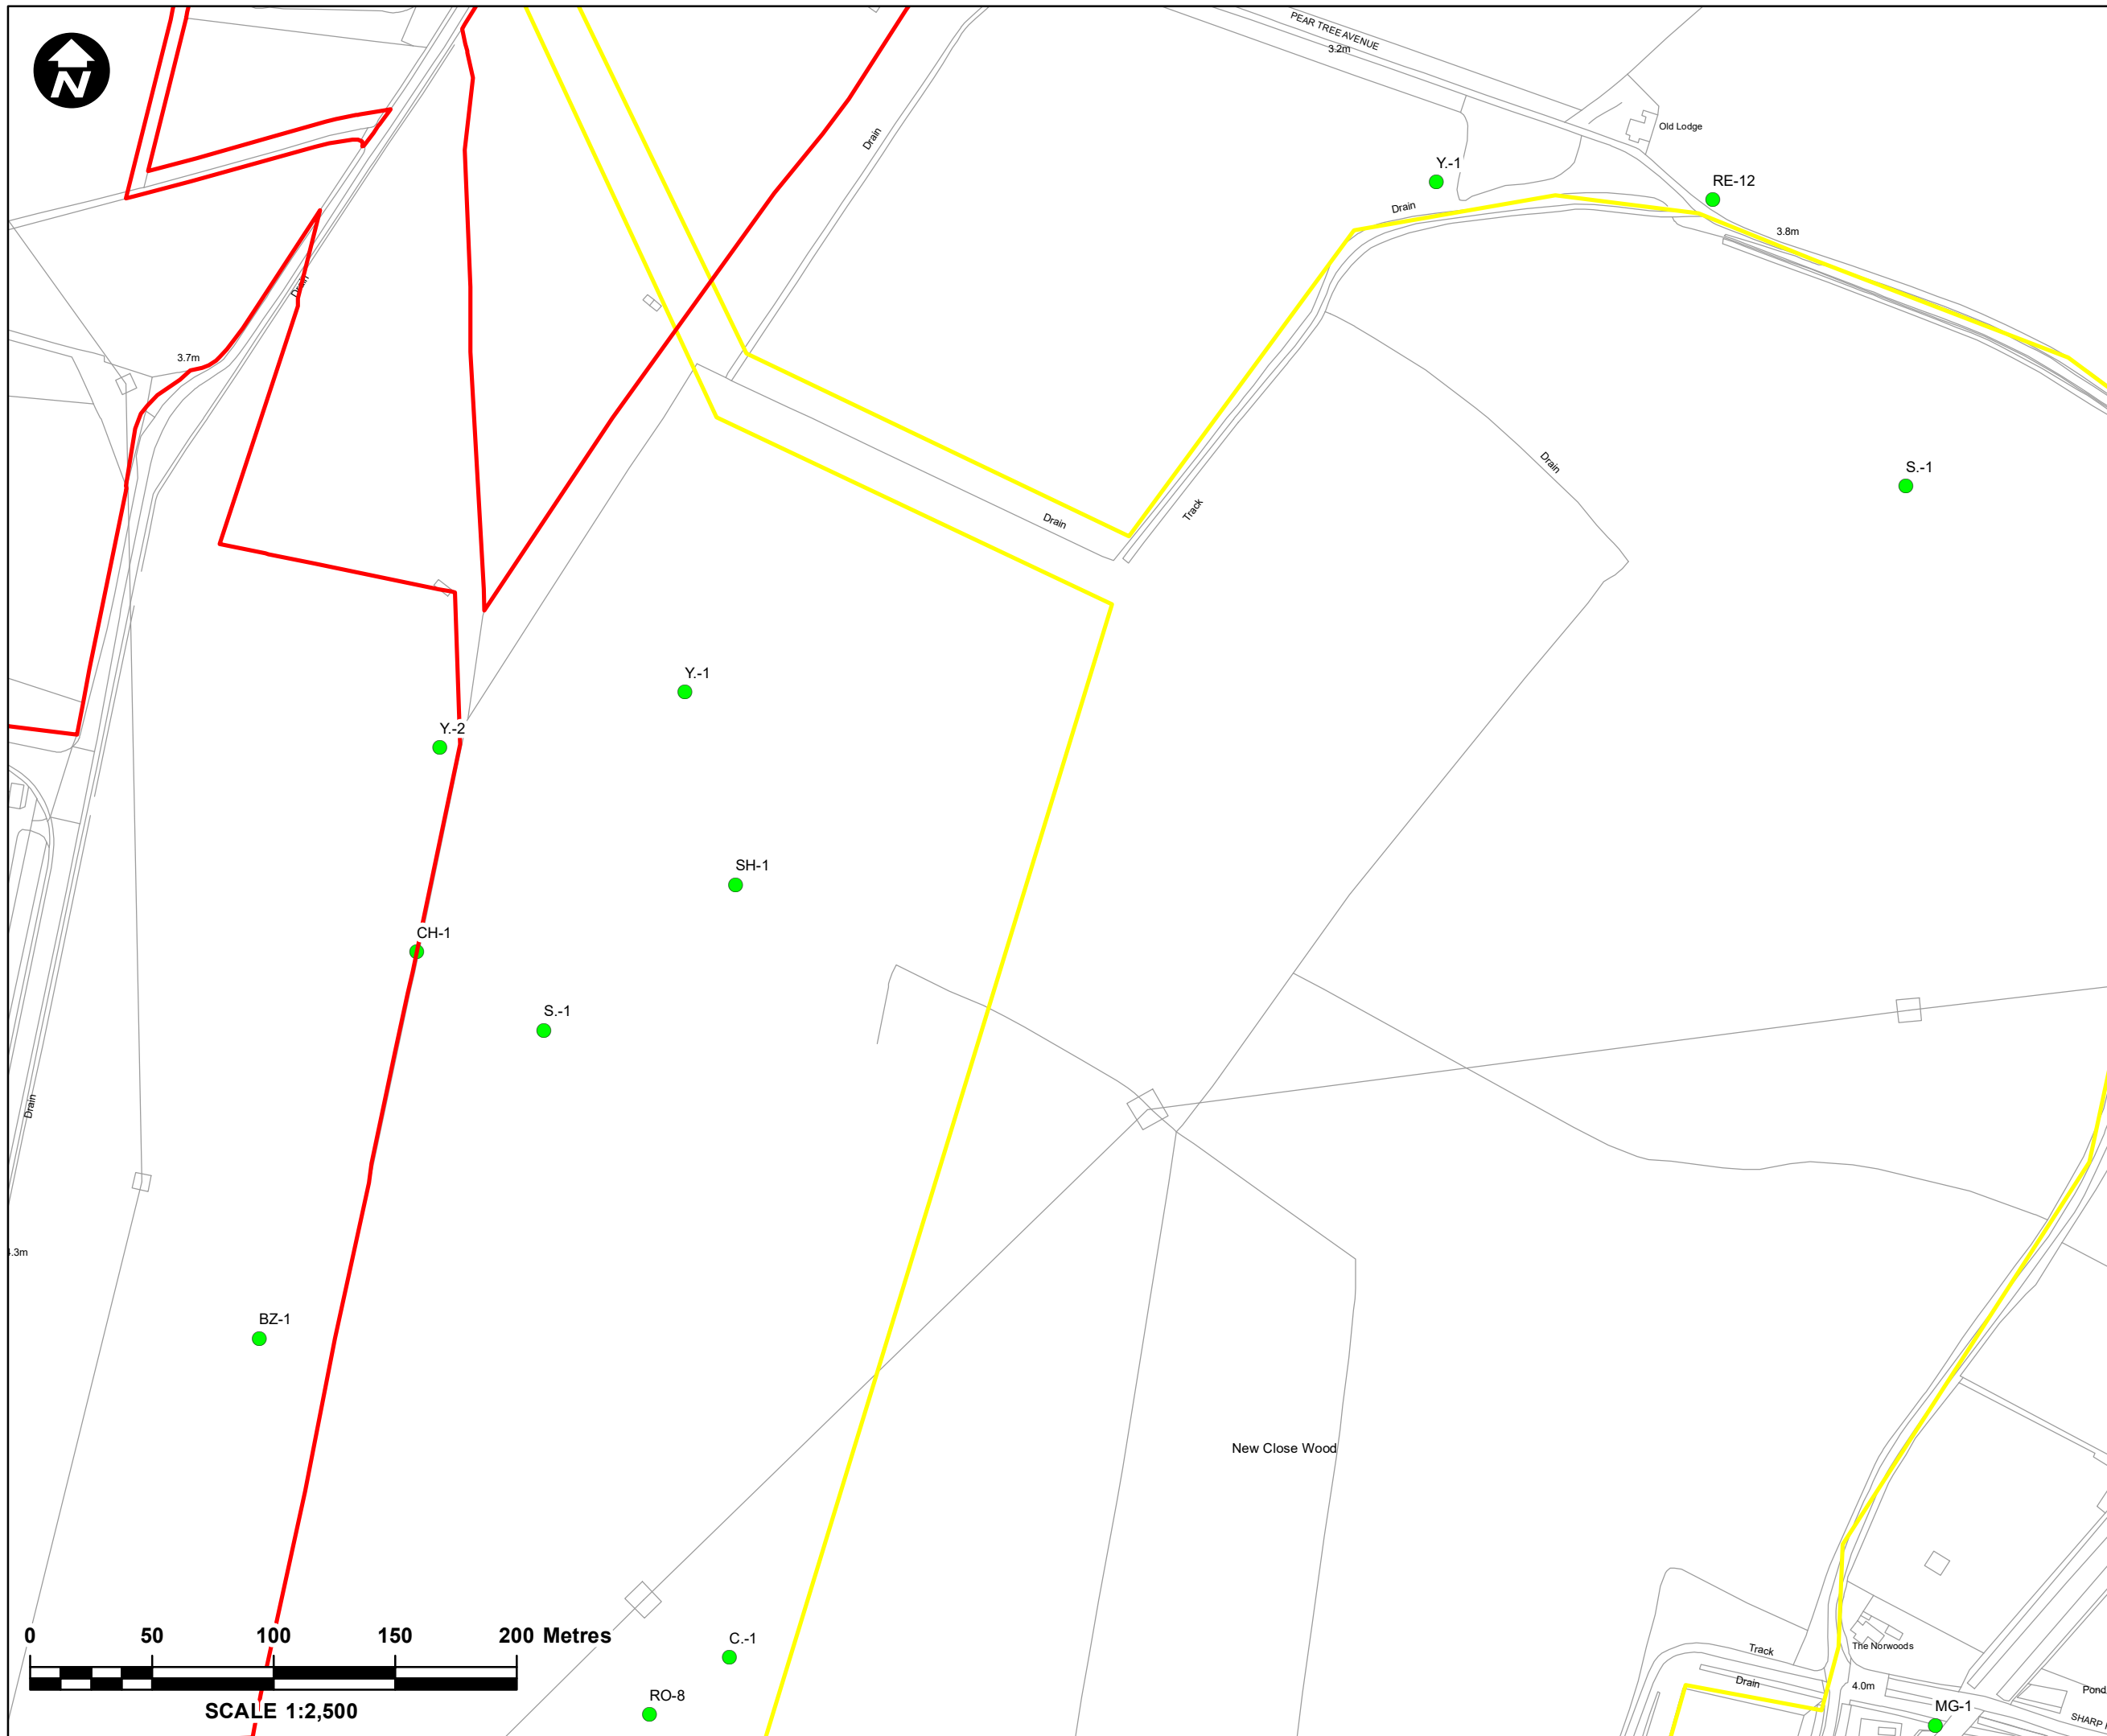 PEAR TREE AVENUE
3.2m
N
Drain
Old Lodge
Y.-1
RE-12
Drain
3.8m
Drain
3.7m
Drain
S.-1
Drain
Track
Y.-1
Y.-2
SH-1
CH-1
S.-1
Drain
.3m
BZ-1
New Close Wood
0 50 100 150 200 Metres
SCALE 1:2,500
C.-1
RO-8
The Norwoods
Track
Drain
4.0m
Pond
MG-1
SHARP